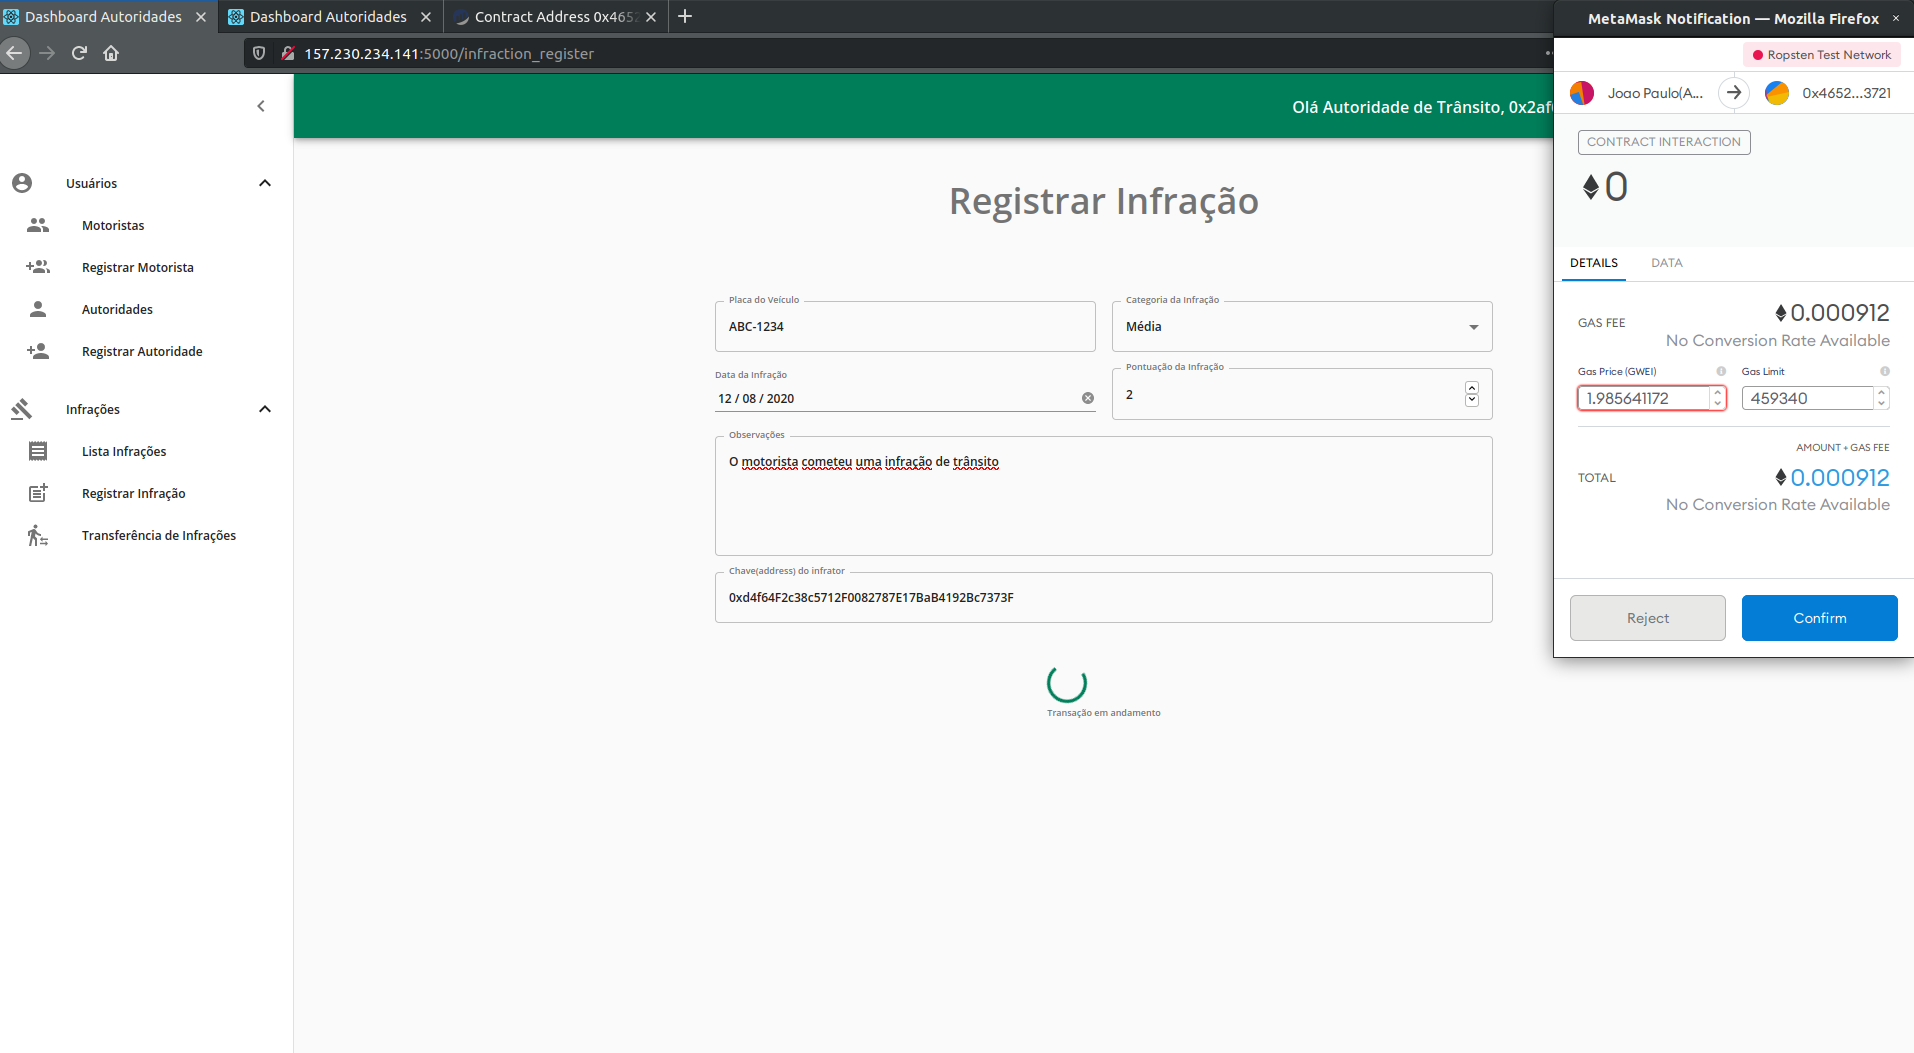 Dashboard Autoridades
Dashboard Autoridades
Contract Address 0x4652
157.230.234.141:5000/infraction_register
Olá Autoridade de Trânsito, 0x2af
Usuários
Motoristas
Registrar Motorista
Autoridades
Registrar Autoridade
Infrações
Lista Infrações
Registrar Infração
Transferência de Infrações
Registrar Infração
Placa do Veículo
ABC-1234
Categoria da Infração
Média
Data da Infração
12 / 08 / 2020
Pontuação da Infração
2
Observações
O motorista cometeu uma infração de trânsito
Chave(address) do infrator
0xd4f64F2c38c5712F0082787E17BaB4192Bc7373F
Transação em andamento
MetaMask Notification — Mozilla Firefox
Ropsten Test Network
Joao Paulo(A...
0x4652...3721
CONTRACT INTERACTION
0
DETAILS
DATA
GAS FEE
0.000912
No Conversion Rate Available
Gas Price (GWEI)
Gas Limit
1.985641172
459340
AMOUNT + GAS FEE
TOTAL
0.000912
No Conversion Rate Available
Reject
Confirm